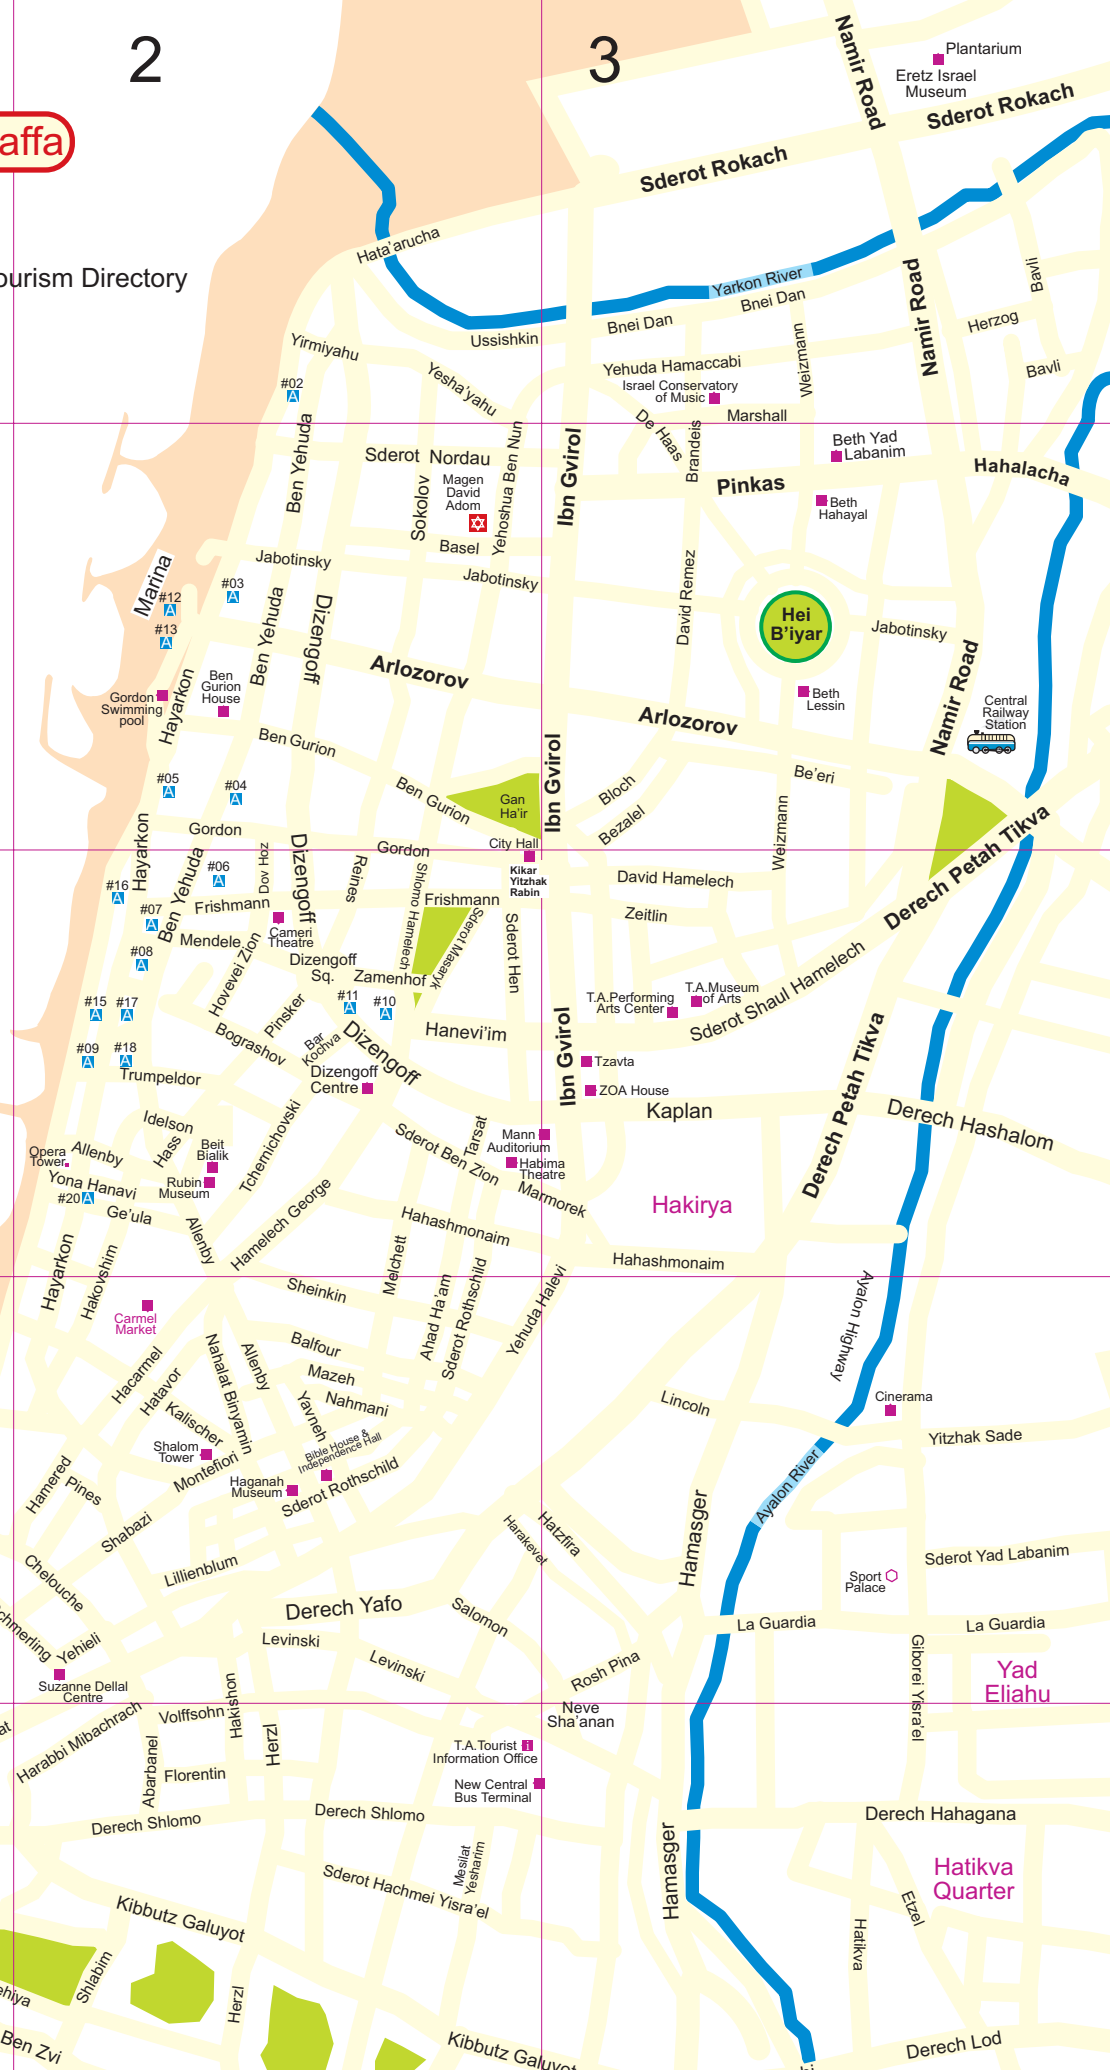 2
3
Plantarium
Eretz Israel
Museum
Namir Road
Sderot Rokach
Sderot Rokach
affa
Hata'arucha
ourism Directory
Yarkon River
Bnei Dan
Bnei Dan
Namir Road
Bavli
Herzog
Bavli
Ussishkin
Yirmiyahu
Yesha'yahu
Yehuda Hamaccabi
Weizmann
Israel Conservatory
of Music
Marshall
#02
De Haas
Brandeis
Beth Yad
Labanim
Ben Yehuda
Sderot Nordau
Magen
David
Adom
Sokolov
Yehoshua Ben Nun
Ibn Gvirol
Pinkas
Hahalacha
Beth
Hahayal
Basel
Jabotinsky
Jabotinsky
Marina
#12
#03
#13
Ben Yehuda
Dizengoff
David Remez
Hei
B'iyar
Jabotinsky
Arlozorov
Arlozorov
Namir Road
Gordon
Swimming
pool
Hayarkon
Ben
Gurion
House
Beth
Lessin
Central
Railway
Station
Ben Gurion
Ben Gurion
Gan
Ha'ir
Ibn Gvirol
Bloch
Bezalel
Be'eri
Weizmann
#05
#04
Gordon
Gordon
City Hall
Kikar
Yitzhak
Rabin
Derech Petah Tikva
Hayarkon
Ben Yehuda
#06
Dov Hoz
Dizengoff
Reines
Shlomo Hamelech
David Hamelech
#16
#07
Frishmann
Frishmann
Zeitlin
Cameri
Theatre
Sderot Masaryk
Sderot Hen
#08
Mendele
Hovevei Zion
Dizengoff
Sq.
Zamenhof
T.A.Performing
Arts Center
T.A.Museum
of Arts
Sderot Shaul Hamelech
#15
#17
#11
#10
Pinsker
Bograshov
Bar
Kochva
Dizengoff
Hanevi'im
Ibn Gvirol
Derech Petah Tikva
#09
#18
Trumpeldor
Dizengoff
Centre
Tzavta
ZOA House
Kaplan
Derech Hashalom
Idelson
Hass
Allenby
Opera
Tower
Beit
Bialik
Rubin
Museum
Tchernichovski
Sderot Ben Zion
Tarsat
Mann
Auditorium
Habima
Theatre
Marmorek
Hakirya
Yona Hanavi
#20
Ge'ula
Allenby
Hamelech George
Hahashmonaim
Hahashmonaim
Hayarkon
Hakovshim
Melchett
Sheinkin
Ahad Ha'am
Sderot Rothschild
Yehuda Halevi
Ayalon Highway
Carmel
Market
Balfour
Mazeh
Nahmani
Hacarmel
Hatavor
Nahalat Binyamin
Allenby
Yavneh
Lincoln
Cinerama
Yitzhak Sade
Kalischer
Shalom
Tower
Montefiori
Bible House &
Independence Hall
Haganah
Museum
Sderot Rothschild
Ayalon River
Hamered
Pines
Shabazi
Harakevet
Hatzfira
Hamasger
Sderot Yad Labanim
Sport
Palace
Chelouche
Lillienblum
Derech Yafo
Salomon
La Guardia
La Guardia
Yehieli
Levinski
Levinski
Rosh Pina
Giborei Yisra'el
Yad
Eliahu
Suzanne Dellal
Centre
Harabbi Mibachrach
Volffsohn
Hakishon
Herzl
Neve
Sha'anan
T.A.Tourist
Information Office
New Central
Bus Terminal
Abarbanel
Florentin
Derech Shlomo
Derech Shlomo
Derech Hahagana
Hamasger
Mesilat
Yesharim
Sderot Hachmei Yisra'el
Hatikva
Quarter
Etzel
Hatikva
Kibbutz Galuyot
Shlabim
Herzl
Ben Zvi
Kibbutz Galuyot
Derech Lod